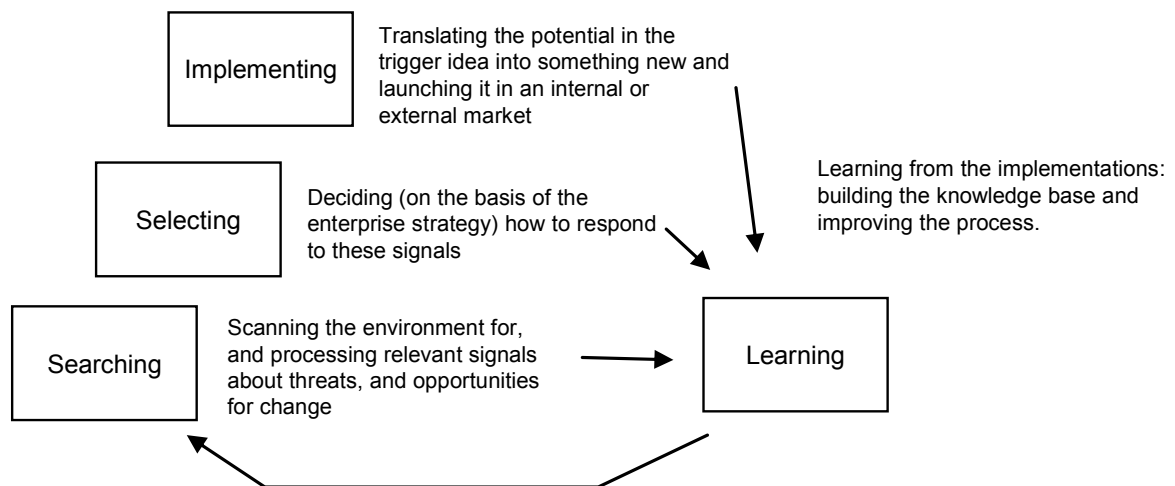 Implementing
Translating the potential in the
trigger idea into something new and
launching it in an internal or
external market
Learning from the implementations:
building the knowledge base and
improving the process.
Selecting
Deciding (on the basis of the
enterprise strategy) how to respond
to these signals
Searching
Scanning the environment for,
and processing relevant signals
about threats, and opportunities
for change
Learning